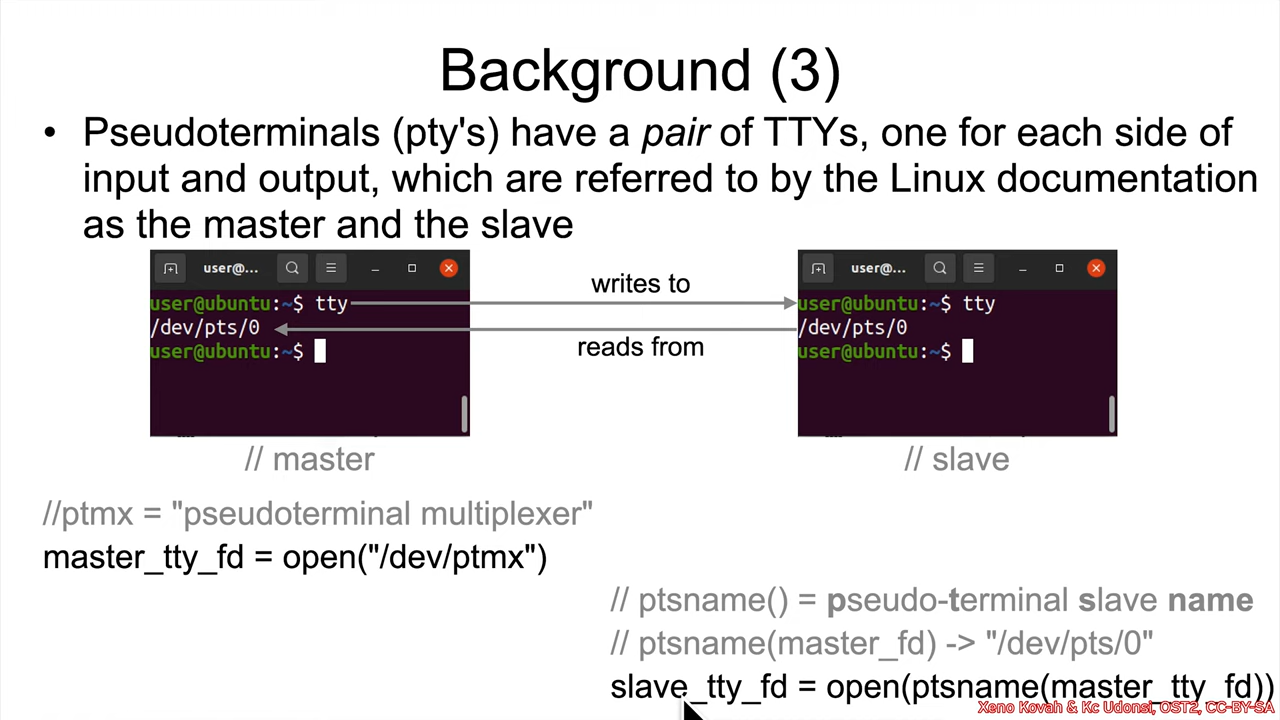 Background (3)
• Pseudoterminals (pty's) have a pair of TTYs, one for each side of
input and output, which are referred to by the Linux documentation
as the master and the slave
user@...
user@ubuntu:~$ tty
/dev/pts/0
user@ubuntu:~$
writes to
reads from
user@...
user@ubuntu:~$ tty
/dev/pts/0
user@ubuntu:~$
// master
// slave
//ptmx = "pseudoterminal multiplexer"
master_tty_fd = open("/dev/ptmx")
// ptsname() = pseudo-terminal slave name
// ptsname(master_fd) -> "/dev/pts/0"
slave_tty_fd = open(ptsname(master_tty_fd))
Xeno Kovah & Kc Udonsi, OST2, CC-BY-SA